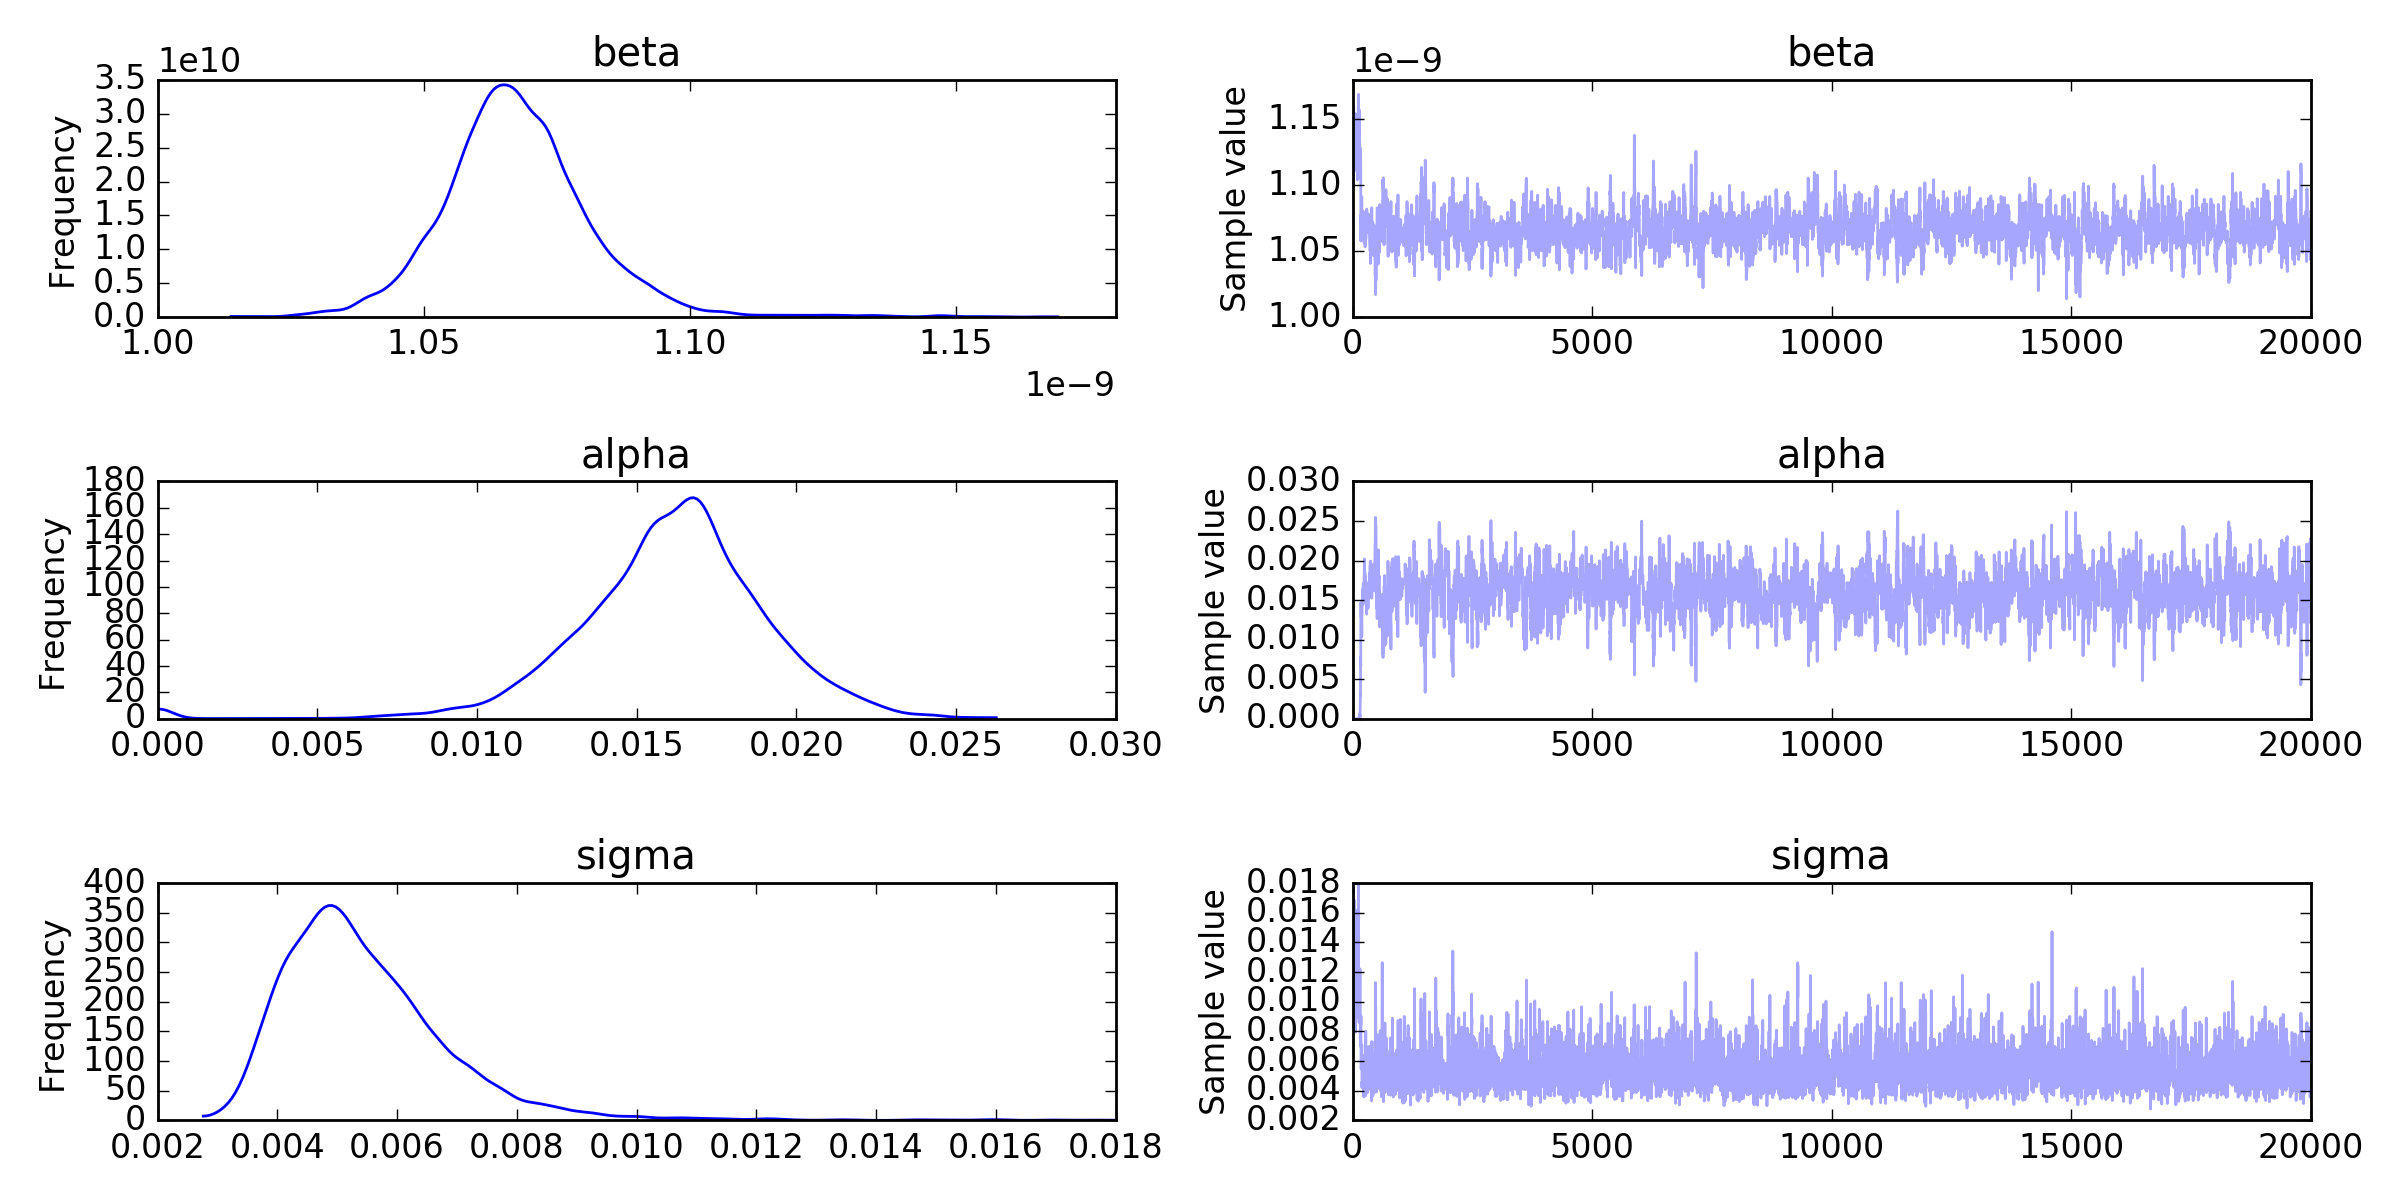 beta
1e10
3.5
3.0
2.5
2.0
1.5
1.0
0.5
0.0
Frequency
1.00 1.05 1.10 1.15
1e−9
beta
1e−9
1.15
1.10
1.05
1.00
Sample value
0 5000 10000 15000 20000
alpha
180
160
140
120
100
80
60
40
20
0
Frequency
0.000 0.005 0.010 0.015 0.020 0.025 0.030
alpha
0.030
0.025
0.020
0.015
0.010
0.005
0.000
Sample value
0 5000 10000 15000 20000
sigma
400
350
300
250
200
150
100
50
0
Frequency
0.002 0.004 0.006 0.008 0.010 0.012 0.014 0.016 0.018
sigma
0.018
0.016
0.014
0.012
0.010
0.008
0.006
0.004
0.002
Sample value
0 5000 10000 15000 20000